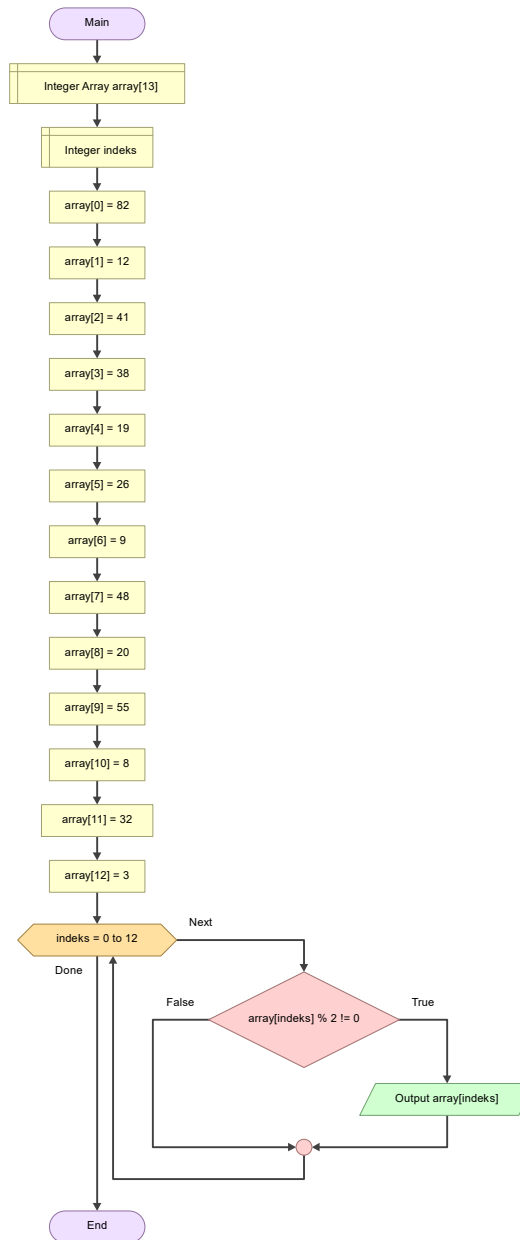 Main
Integer Array array[13]
Integer indeks
array[0] = 82
array[1] = 12
array[2] = 41
array[3] = 38
array[4] = 19
array[5] = 26
array[6] = 9
array[7] = 48
array[8] = 20
array[9] = 55
array[10] = 8
array[11] = 32
array[12] = 3
indeks = 0 to 12
Next
Done
False
True
array[indeks] % 2 != 0
Output array[indeks]
End